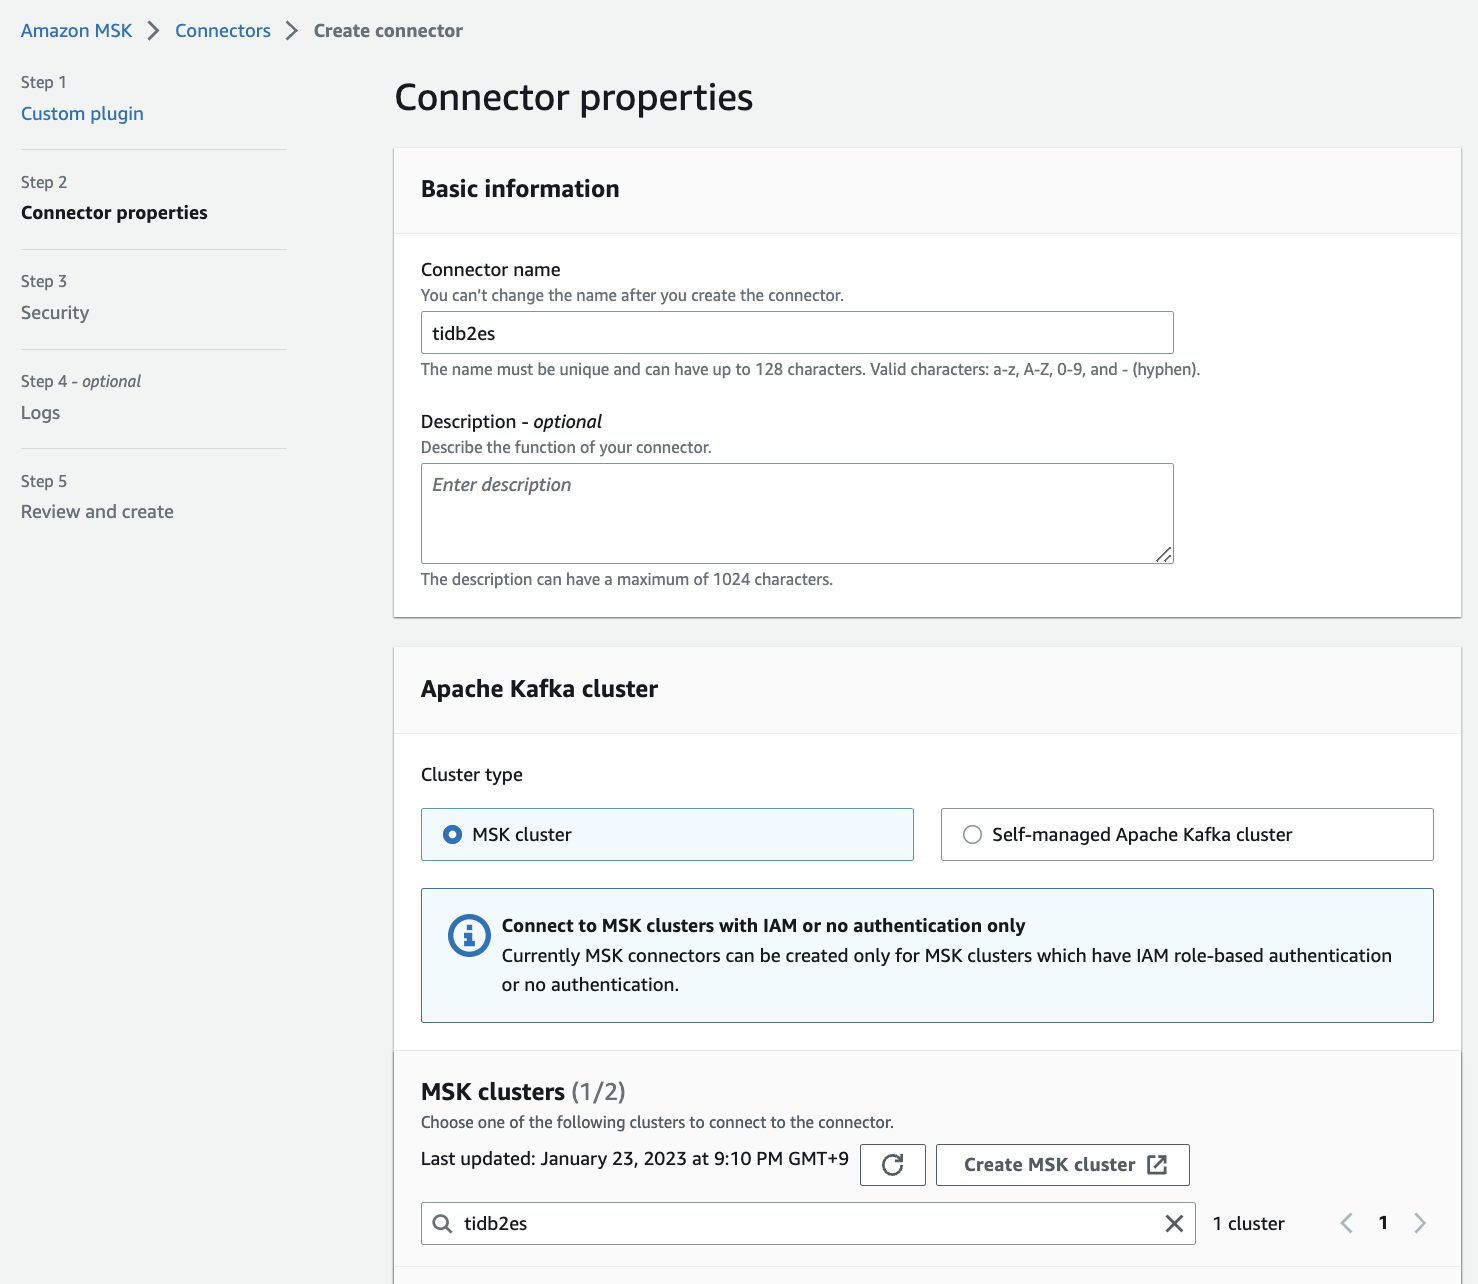 Amazon MSK > Connectors > Create connector
Step 1
Custom plugin
Step 2
Connector properties
Step 3
Security
Step 4 - optional
Logs
Step 5
Review and create
Connector properties
Basic information
Connector name
You can't change the name after you create the connector.
tidb2es
The name must be unique and can have up to 128 characters. Valid characters: a-z, A-Z, 0-9, and - (hyphen).
Description - optional
Describe the function of your connector.
Enter description
The description can have a maximum of 1024 characters.
Apache Kafka cluster
Cluster type
MSK cluster
Self-managed Apache Kafka cluster
Connect to MSK clusters with IAM or no authentication only
Currently MSK connectors can be created only for MSK clusters which have IAM role-based authentication
or no authentication.
MSK clusters (1/2)
Choose one of the following clusters to connect to the connector.
Last updated: January 23, 2023 at 9:10 PM GMT+9
Create MSK cluster
tidb2es
1 cluster
1